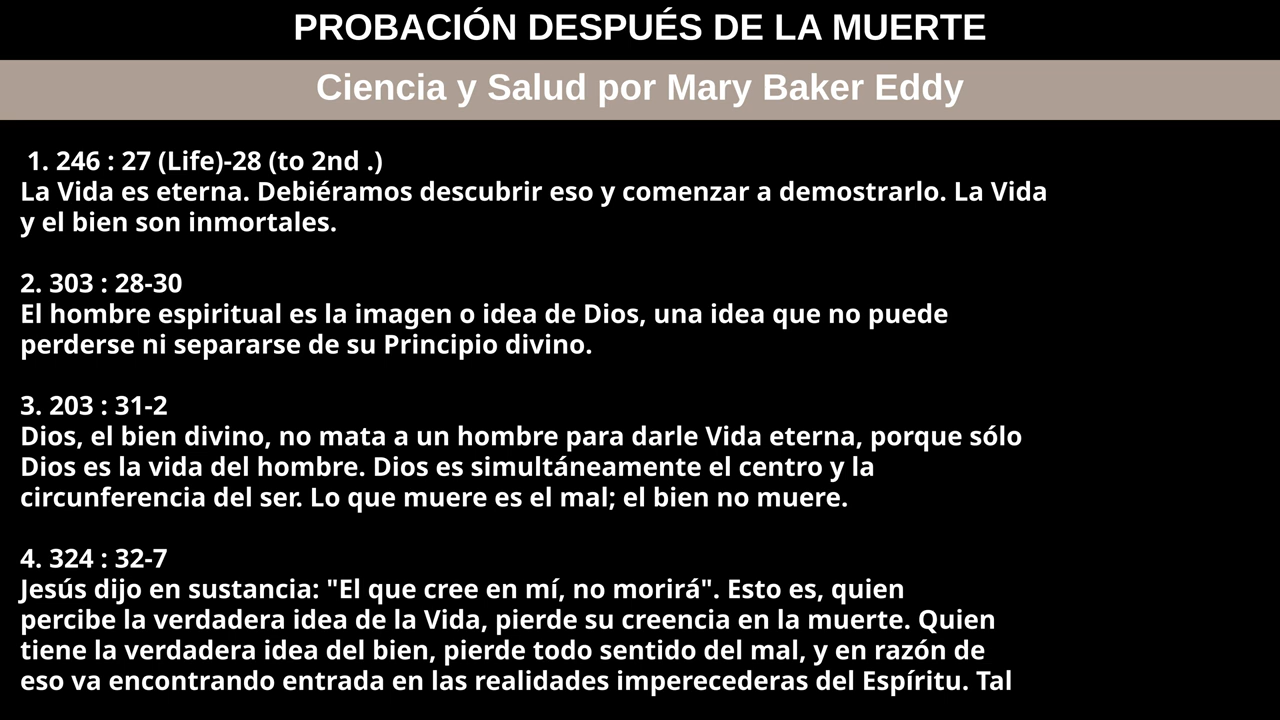 PROBACIÓN DESPUÉS DE LA MUERTE
Ciencia y Salud por Mary Baker Eddy
1. 246 : 27 (Life)-28 (to 2nd .)
La Vida es eterna. Debiéramos descubrir eso y comenzar a demostrarlo. La Vida
y el bien son inmortales.
2. 303 : 28-30
El hombre espiritual es la imagen o idea de Dios, una idea que no puede
perderse ni separarse de su Principio divino.
3. 203 : 31-2
Dios, el bien divino, no mata a un hombre para darle Vida eterna, porque sólo
Dios es la vida del hombre. Dios es simultáneamente el centro y la
circunferencia del ser. Lo que muere es el mal; el bien no muere.
4. 324 : 32-7
Jesús dijo en sustancia: "El que cree en mí, no morirá". Esto es, quien
percibe la verdadera idea de la Vida, pierde su creencia en la muerte. Quien
tiene la verdadera idea del bien, pierde todo sentido del mal, y en razón de
eso va encontrando entrada en las realidades imperecederas del Espíritu. Tal